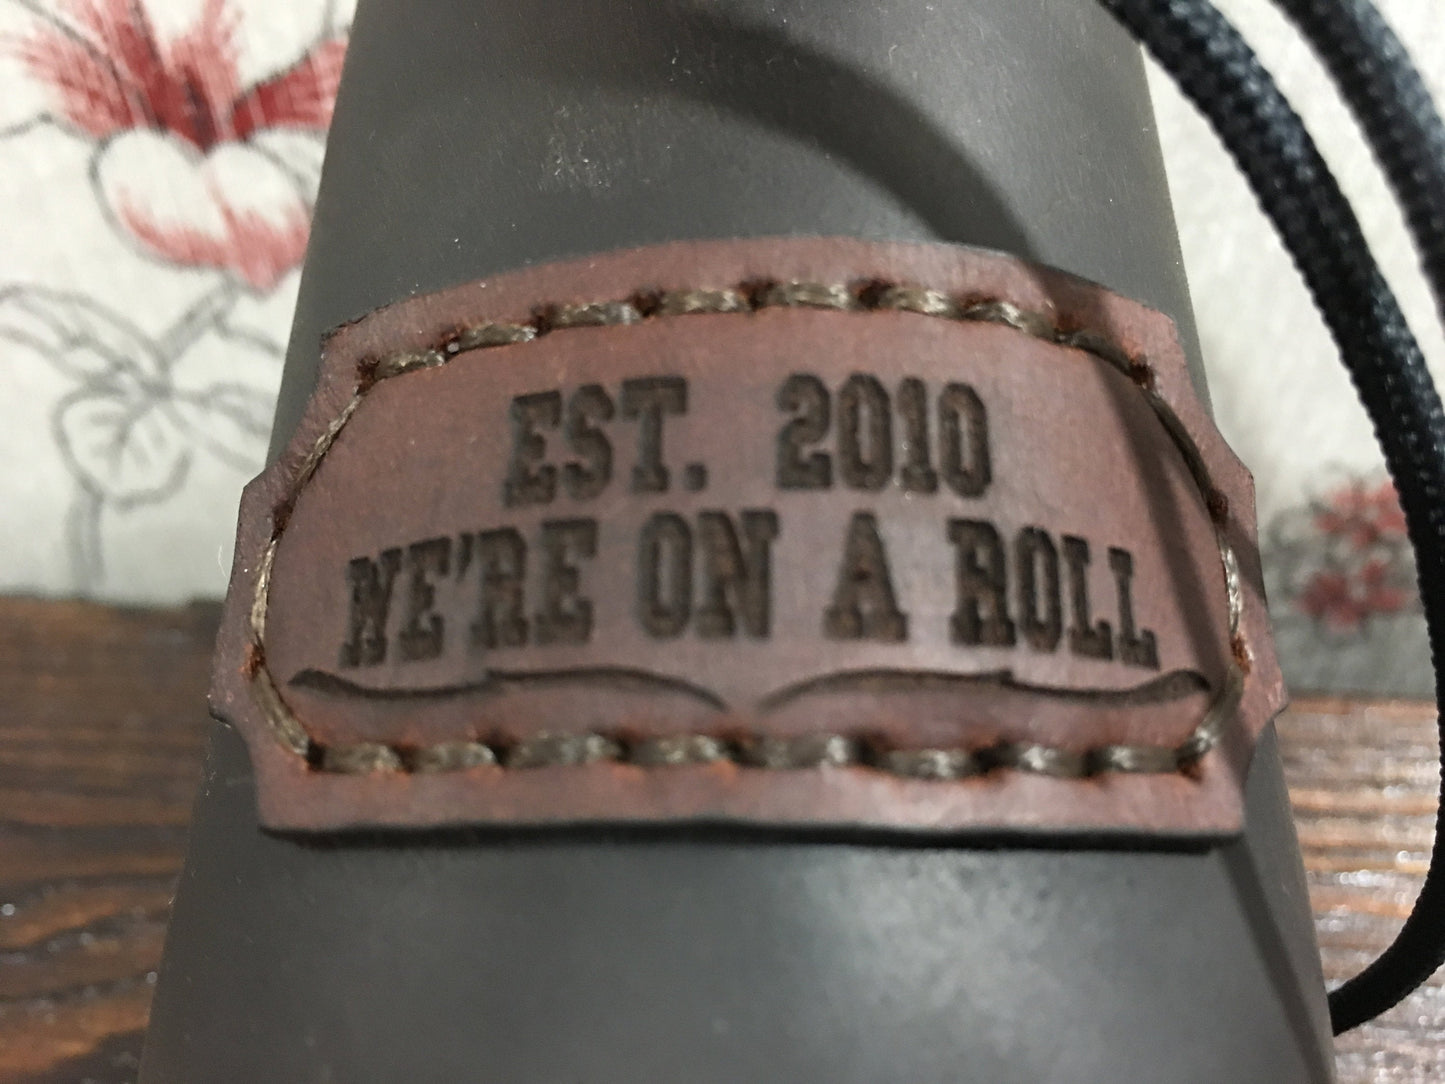 EST. 2010
WE'RE ON A ROLL